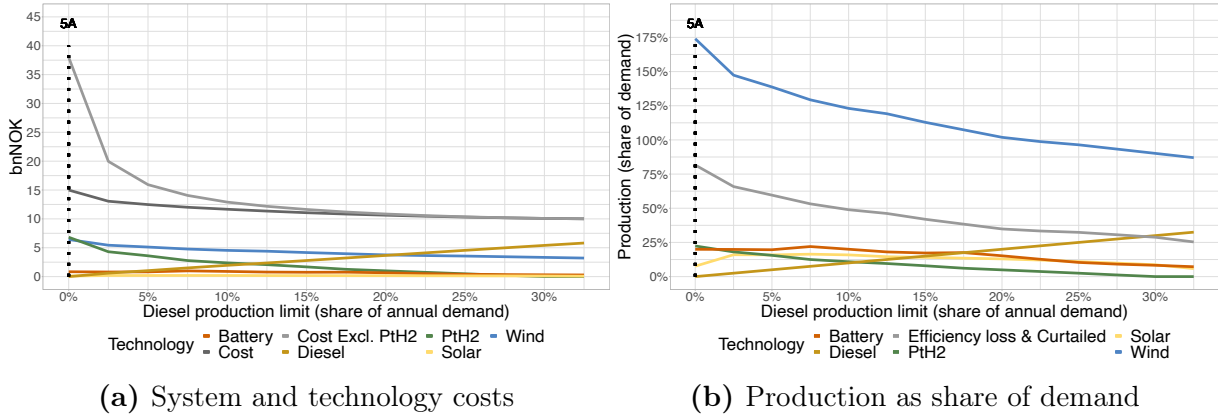 45
40
35
30
25
20
15
10
5
0
bnNOK
5A
0% 5% 10% 15% 20% 25% 30%
Diesel production limit (share of annual demand)
Technology
Battery Cost Excl. PtH2 PtH2 Wind
Cost Diesel Solar
(a) System and technology costs
175%
150%
125%
100%
75%
50%
25%
0%
Production (share of demand)
5A
0% 5% 10% 15% 20% 25% 30%
Diesel production limit (share of annual demand)
Technology
Battery Efficiency loss & Curtailed Solar
Diesel PtH2 Wind
(b) Production as share of demand